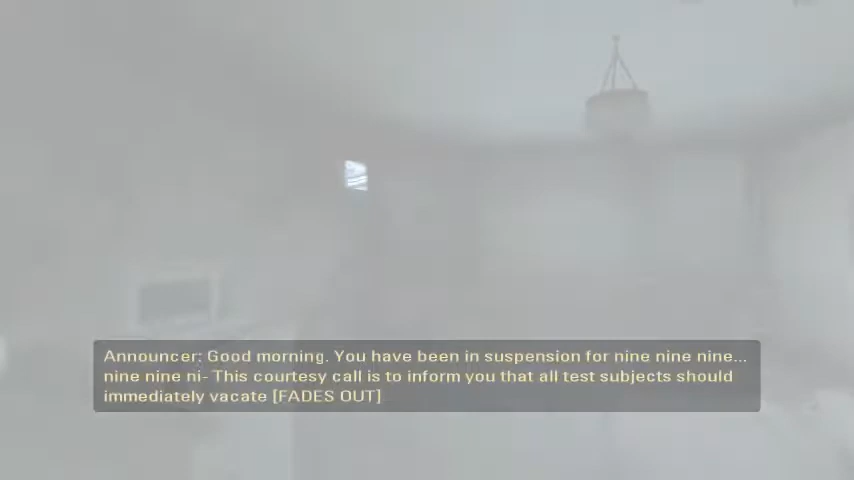 Announcer: Good morning. You have been in suspension for nine nine nine...
nine nine ni- This courtesy call is to inform you that all test subjects should
immediately vacate [FADES OUT]